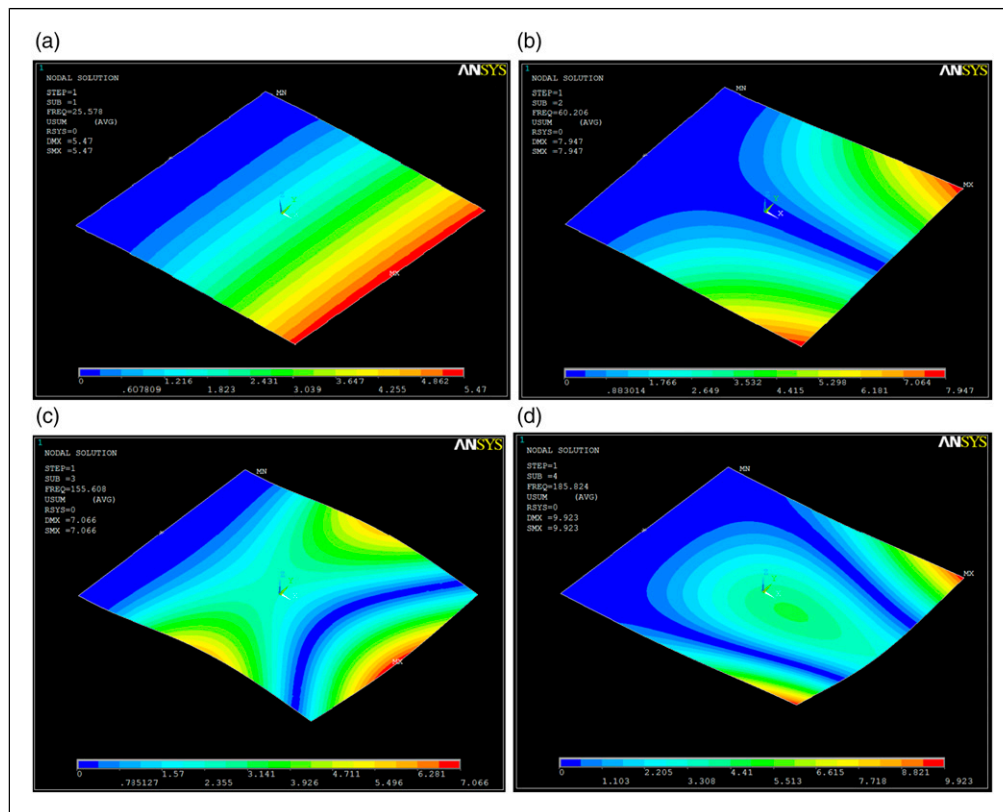 (a)
1
NODAL SOLUTION
ANSYS
STEP=1
SUB =1
FREQ=25.578
USUM (AVG)
RSYS=0
DMX =5.47
SMX =5.47
MN
Z
Y
X
MX
0 1.216 2.431 3.647 4.862
.607809 1.823 3.039 4.255 5.47
(b)
1
NODAL SOLUTION
ANSYS
STEP=1
SUB =2
FREQ=60.206
USUM (AVG)
RSYS=0
DMX =7.947
SMX =7.947
MN
MX
Z
Y
X
0 1.766 3.532 5.298 7.064
.883014 2.649 4.415 6.181 7.947
(c)
1
NODAL SOLUTION
ANSYS
STEP=1
SUB =3
FREQ=155.608
USUM (AVG)
RSYS=0
DMX =7.066
SMX =7.066
MN
Z
Y
X
MX
0 1.57 3.141 4.711 6.281
.785127 2.355 3.926 5.496 7.066
(d)
1
NODAL SOLUTION
ANSYS
STEP=1
SUB =4
FREQ=185.824
USUM (AVG)
RSYS=0
DMX =9.923
SMX =9.923
MN
MX
Z
Y
X
0 2.205 4.41 6.615 8.821
1.103 3.308 5.513 7.718 9.923